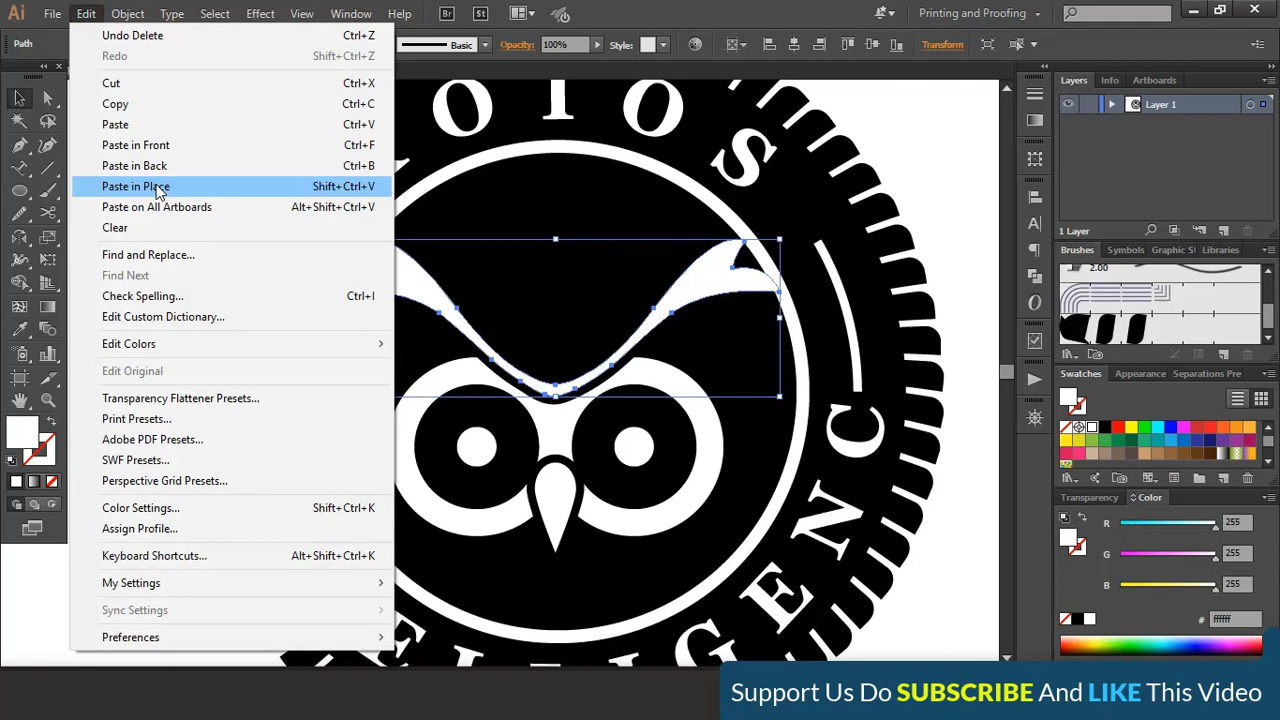 Ai File Edit Object Type Select Effect View Window Help Br St Printing and Proofing
Path Basic Opacity: 100% Style: Transform
Undo Delete Ctrl+Z
Redo Shift+Ctrl+Z
Cut Ctrl+X
Copy Ctrl+C
Paste Ctrl+V
Paste in Front Ctrl+F
Paste in Back Ctrl+B
Paste in Place Shift+Ctrl+V
Paste on All Artboards Alt+Shift+Ctrl+V
Clear
Find and Replace...
Find Next
Check Spelling... Ctrl+I
Edit Custom Dictionary...
Edit Colors
Edit Original
Transparency Flattener Presets...
Print Presets...
Adobe PDF Presets...
SWF Presets...
Perspective Grid Presets...
Color Settings... Shift+Ctrl+K
Assign Profile...
Keyboard Shortcuts... Alt+Shift+Ctrl+K
My Settings
Sync Settings
Preferences
O I O S
I G E N C
Layers Info Artboards
Layer 1
1 Layer
Brushes Symbols Graphic S Libraries
2.00
Swatches Appearance Separations Pre
Transparency Color
R 255
G 255
B 255
# ffffff
Support Us Do SUBSCRIBE And LIKE This Video